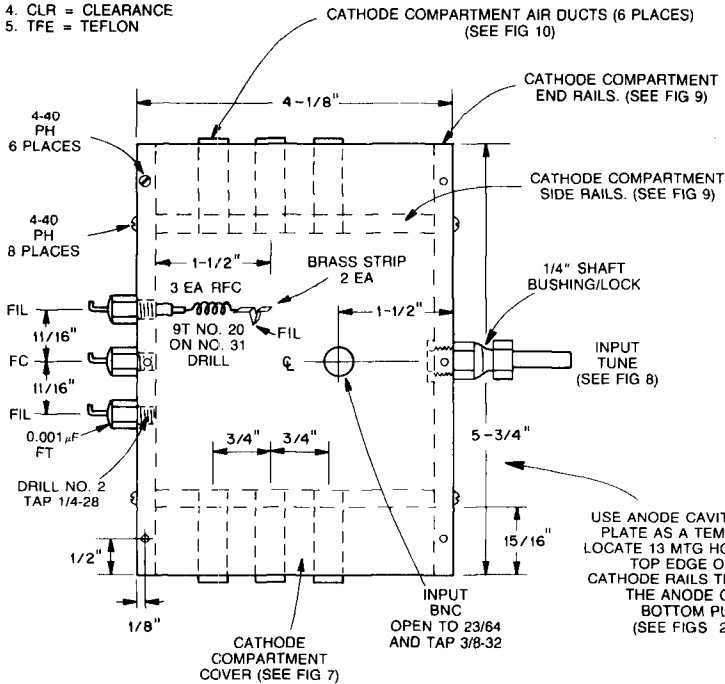 4. CLR = CLEARANCE
5. TFE = TEFLON
CATHODE COMPARTMENT AIR DUCTS (6 PLACES)
(SEE FIG 10)
4-1/8"
CATHODE COMPARTMENT
END RAILS. (SEE FIG 9)
4-40
PH
6 PLACES
CATHODE COMPARTMENT
SIDE RAILS. (SEE FIG 9)
4-40
PH
8 PLACES
1-1/2"
BRASS STRIP
2 EA
3 EA RFC
1/4" SHAFT
BUSHING/LOCK
FIL
1-1/2"
FIL
11/16"
9T NO. 20
ON NO. 31
DRILL
FC
℄
INPUT
TUNE
(SEE FIG 8)
11/16"
FIL
0.001 µF
FT
3/4" 3/4"
5-3/4"
DRILL NO. 2
TAP 1/4-28
1/2"
15/16"
USE ANODE
PLATE AS A
LOCATE 13 MTG
TOP EDGE
CATHODE RAILS
THE ANODE
BOTTOM
(SEE FIGS
1/8"
INPUT
BNC
OPEN TO 23/64
AND TAP 3/8-32
CATHODE
COMPARTMENT
COVER (SEE FIG 7)